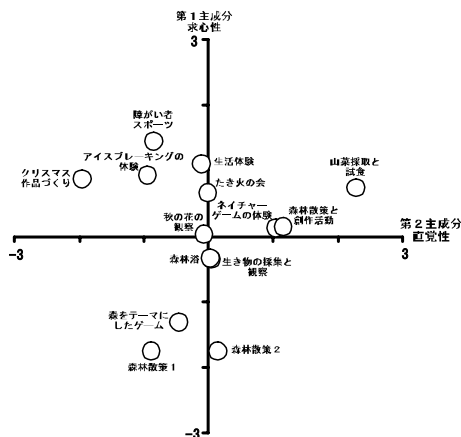 第1主成分
求心性
3
障がい者
スポーツ
アイスブレーキングの
体験
生活体験
山菜採取と
試食
クリスマス
作品づくり
たき火の会
ネイチャー
ゲームの体験
森林散策と
創作活動
秋の花の
観察
第2主成分
直覚性
-3
3
森林浴
生き物の採集と
観察
森をテーマに
したゲーム
森林散策1
森林散策2
-3